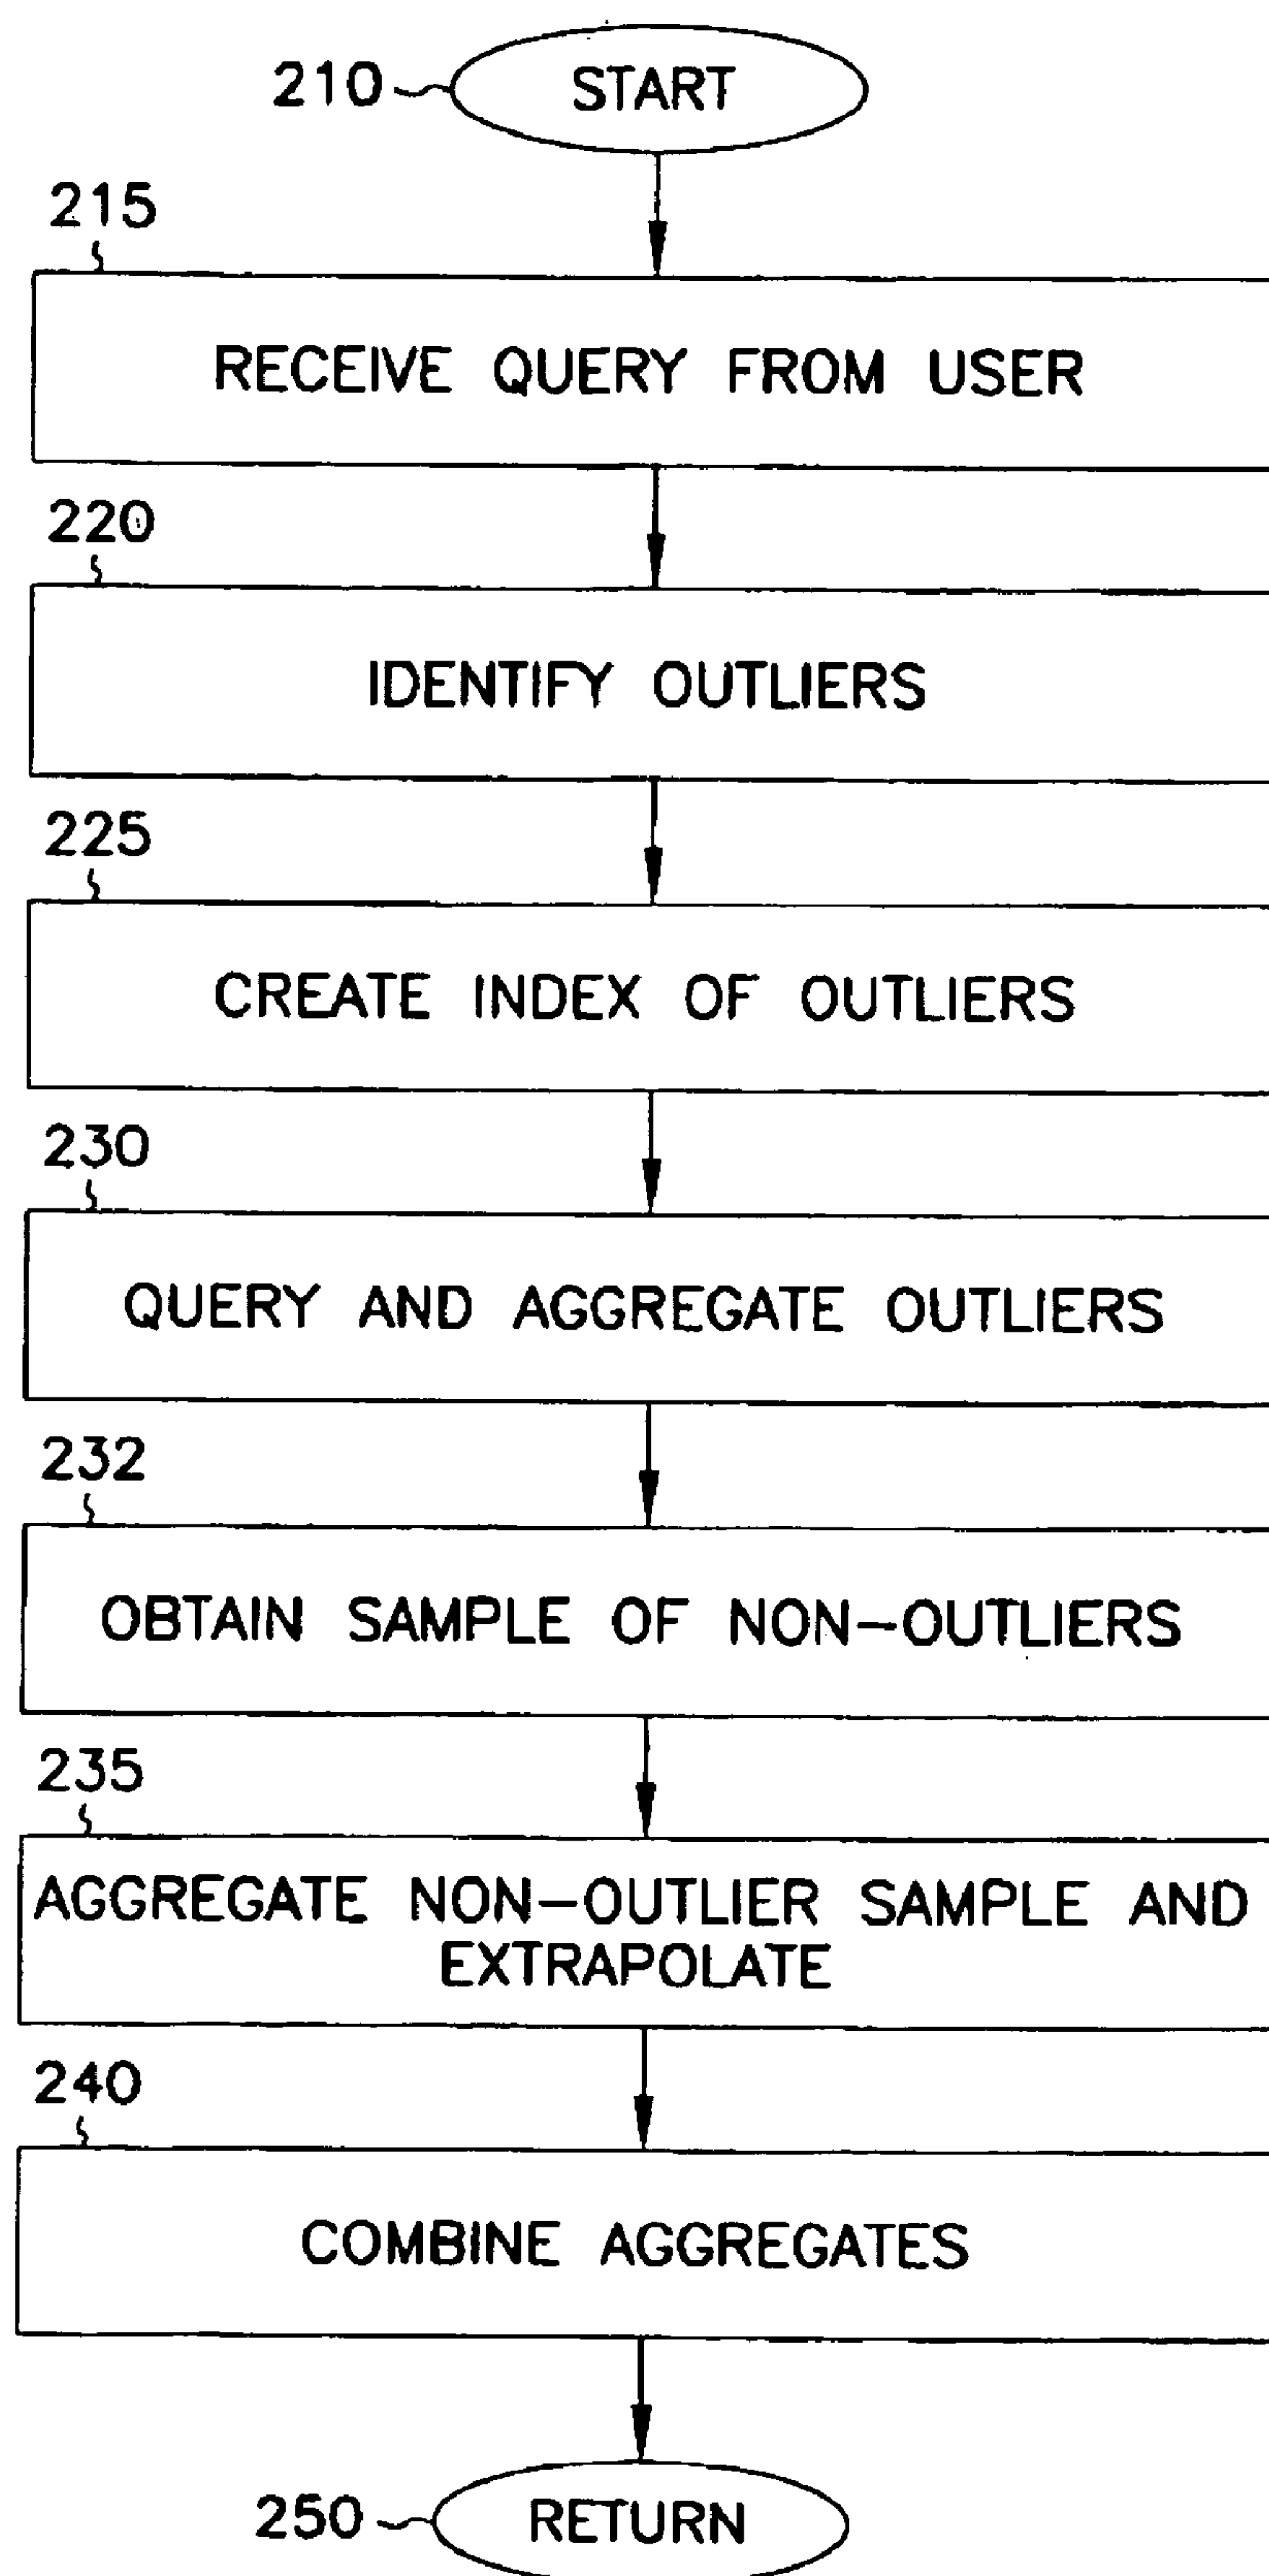 210
START
215
RECEIVE QUERY FROM USER
220
IDENTIFY OUTLIERS
225
CREATE INDEX OF OUTLIERS
230
QUERY AND AGGREGATE OUTLIERS
232
OBTAIN SAMPLE OF NON-OUTLIERS
235
AGGREGATE NON-OUTLIER SAMPLE AND
EXTRAPOLATE
240
COMBINE AGGREGATES
250
RETURN